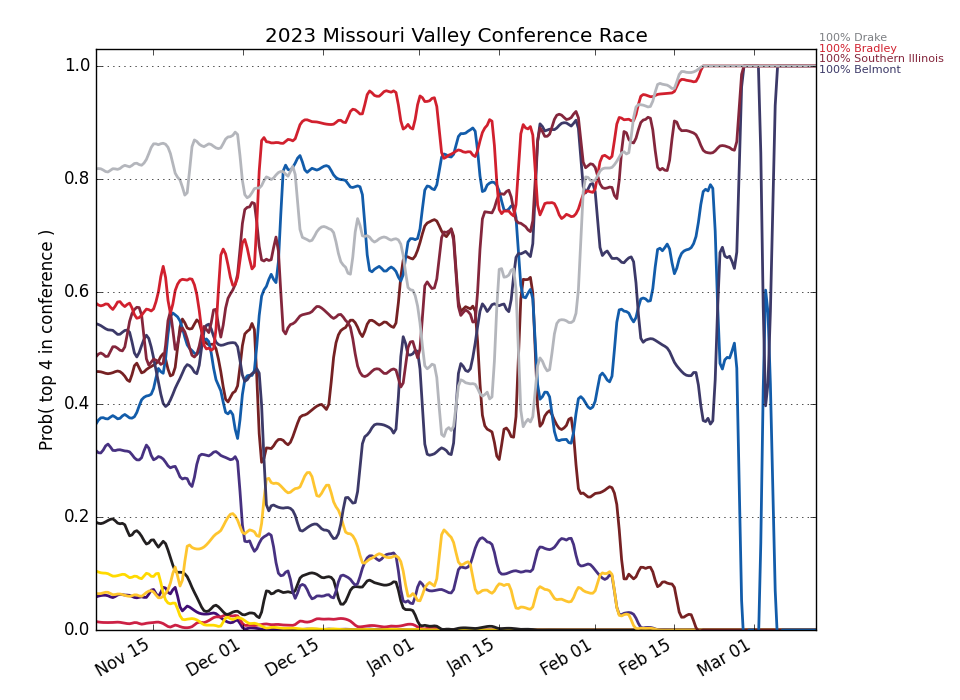 2023 Missouri Valley Conference Race
100% Drake
100% Bradley
100% Southern Illinois
100% Belmont
Prob( top 4 in conference )
1.0
0.8
0.6
0.4
0.2
0.0
Nov 15
Dec 01
Dec 15
Jan 01
Jan 15
Feb 01
Feb 15
Mar 01